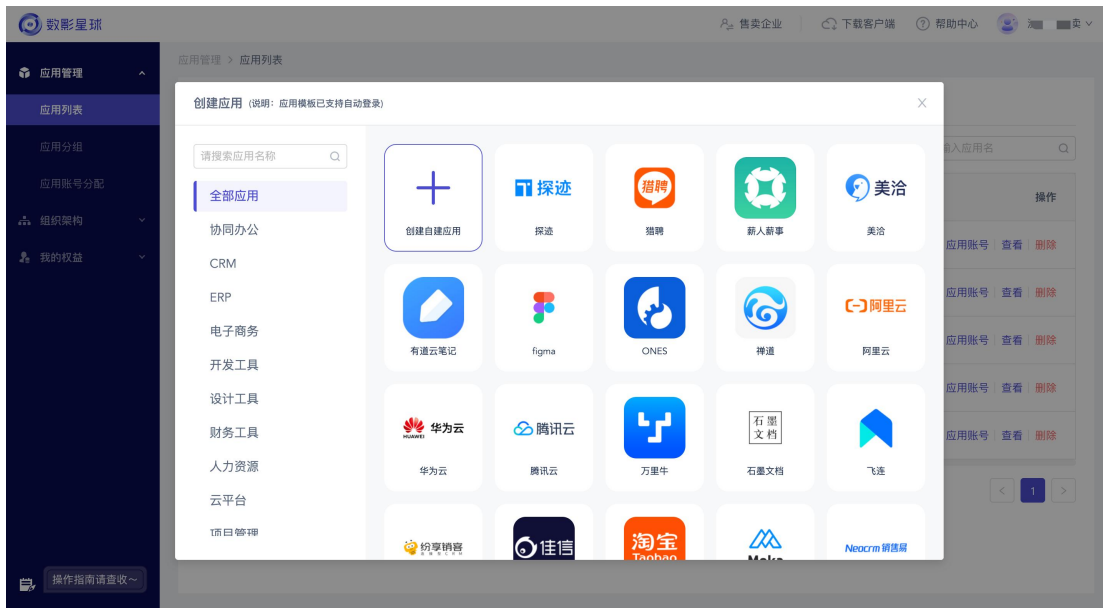 数影星球
售卖企业
下载客户端
帮助中心
卖
应用管理
应用列表
应用分组
应用账号分配
组织架构
我的权益
操作指南请查收~
应用管理 > 应用列表
输入应用名
操作
应用账号 查看 删除
应用账号 查看 删除
应用账号 查看 删除
应用账号 查看 删除
应用账号 查看 删除
1
创建应用 (说明：应用模板已支持自动登录)
请搜索应用名称
全部应用
协同办公
CRM
ERP
电子商务
开发工具
设计工具
财务工具
人力资源
云平台
项目管理
创建自建应用
探迹
探迹
猎聘
猎聘
薪人薪事
美洽
美洽
有道云笔记
figma
ONES
禅道
阿里云
阿里云
HUAWEI 华为云
华为云
腾讯云
腾讯云
万里牛
石墨
文档
石墨文档
飞连
纷享销客
佳信
淘宝
Taobao
Moka
Neocrm 销售易